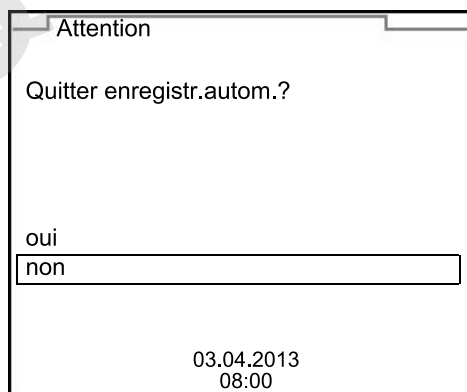 Attention
Quitter enregistr.autom.?
oui
non
03.04.2013
08:00